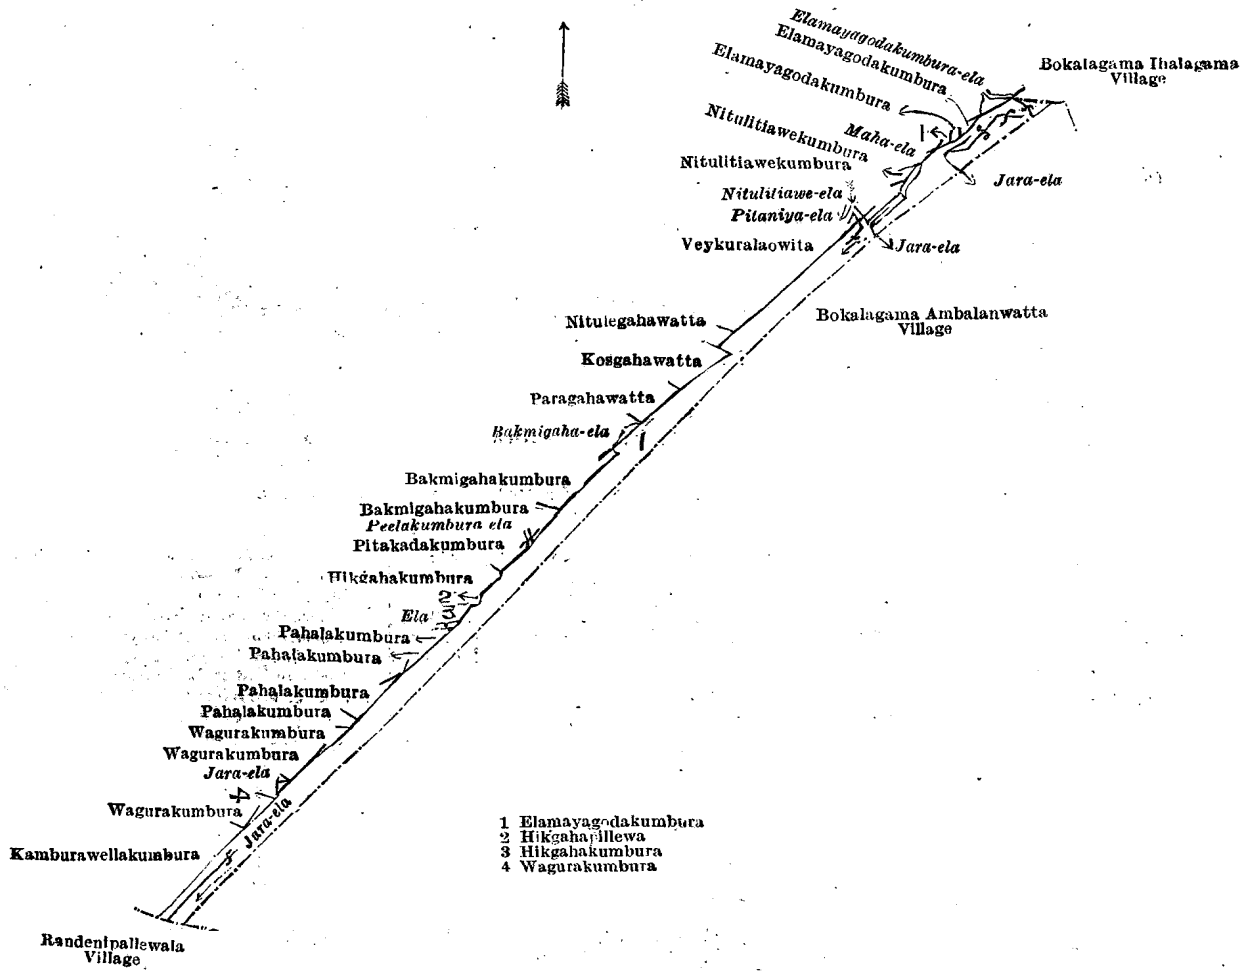 Elamayagodakumbura-ela
Elamayagodakumbura
Elamayagodakumbura
Bokalagama Ihalagama
Village
Nitulitiawekumbura
Maha-ela
1
Nitulitiawekumbura
Jara-ela
Nitulitiawe-ela
Pitaniya-ela
Veykuralaowita
Jara-ela
Bokalagama Ambalanwatta
Village
Nitulegahawatta
Kosgahawatta
Paragahawatta
Bakmigaha-ela
1
Bakmigahakumbura
Bakmigahakumbura
Peelakumbura ela
Pitakadakumbura
Hikgahakumbura
2
3
Ela
Pahalakumbura
Pahalakumbura
Pahalakumbura
Pahalakumbura
Wagurakumbura
Wagurakumbura
Jara-ela
4
Wagurakumbura
Jara-ela
Kamburawellakumbura
1 Elamayagodakumbura
2 Hikgahapillewa
3 Hikgahakumbura
4 Wagurakumbura
Randenipallewala
Village